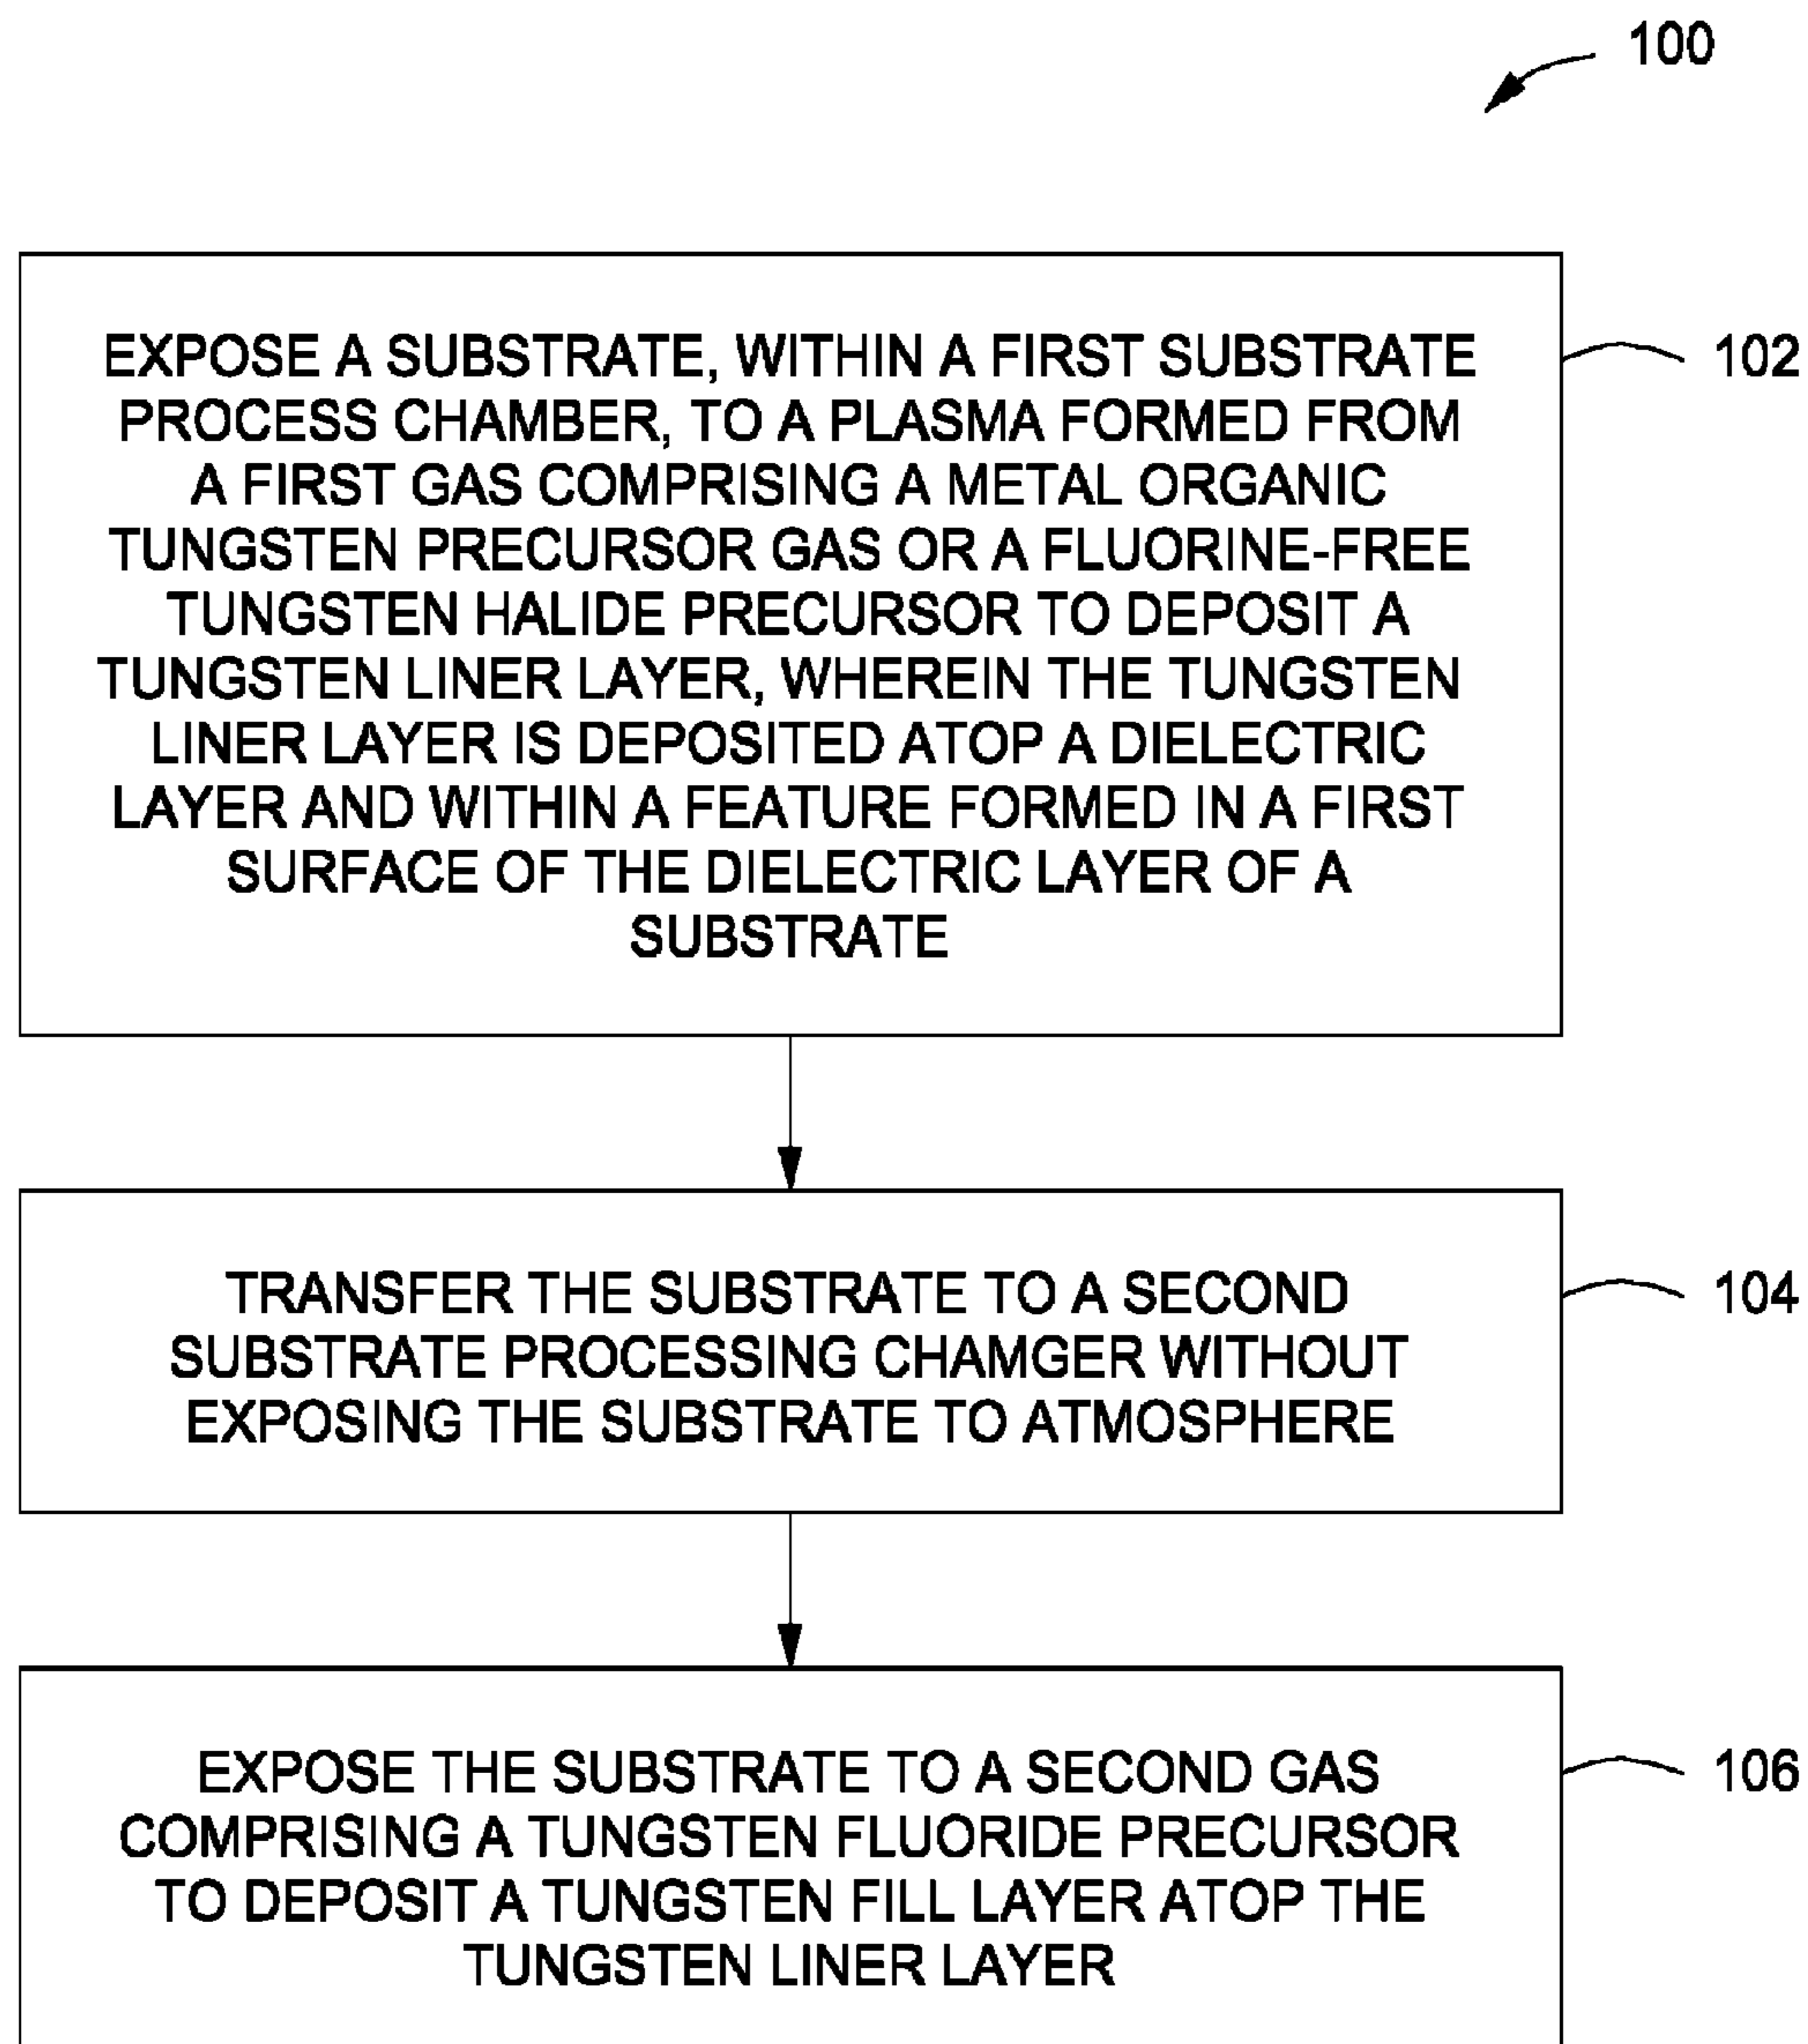 100
EXPOSE A SUBSTRATE, WITHIN A FIRST SUBSTRATE
PROCESS CHAMBER, TO A PLASMA FORMED FROM
A FIRST GAS COMPRISING A METAL ORGANIC
TUNGSTEN PRECURSOR GAS OR A FLUORINE-FREE
TUNGSTEN HALIDE PRECURSOR TO DEPOSIT A
TUNGSTEN LINER LAYER, WHEREIN THE TUNGSTEN
LINER LAYER IS DEPOSITED ATOP A DIELECTRIC
LAYER AND WITHIN A FEATURE FORMED IN A FIRST
SURFACE OF THE DIELECTRIC LAYER OF A
SUBSTRATE
102
TRANSFER THE SUBSTRATE TO A SECOND
SUBSTRATE PROCESSING CHAMGER WITHOUT
EXPOSING THE SUBSTRATE TO ATMOSPHERE
104
EXPOSE THE SUBSTRATE TO A SECOND GAS
COMPRISING A TUNGSTEN FLUORIDE PRECURSOR
TO DEPOSIT A TUNGSTEN FILL LAYER ATOP THE
TUNGSTEN LINER LAYER
106